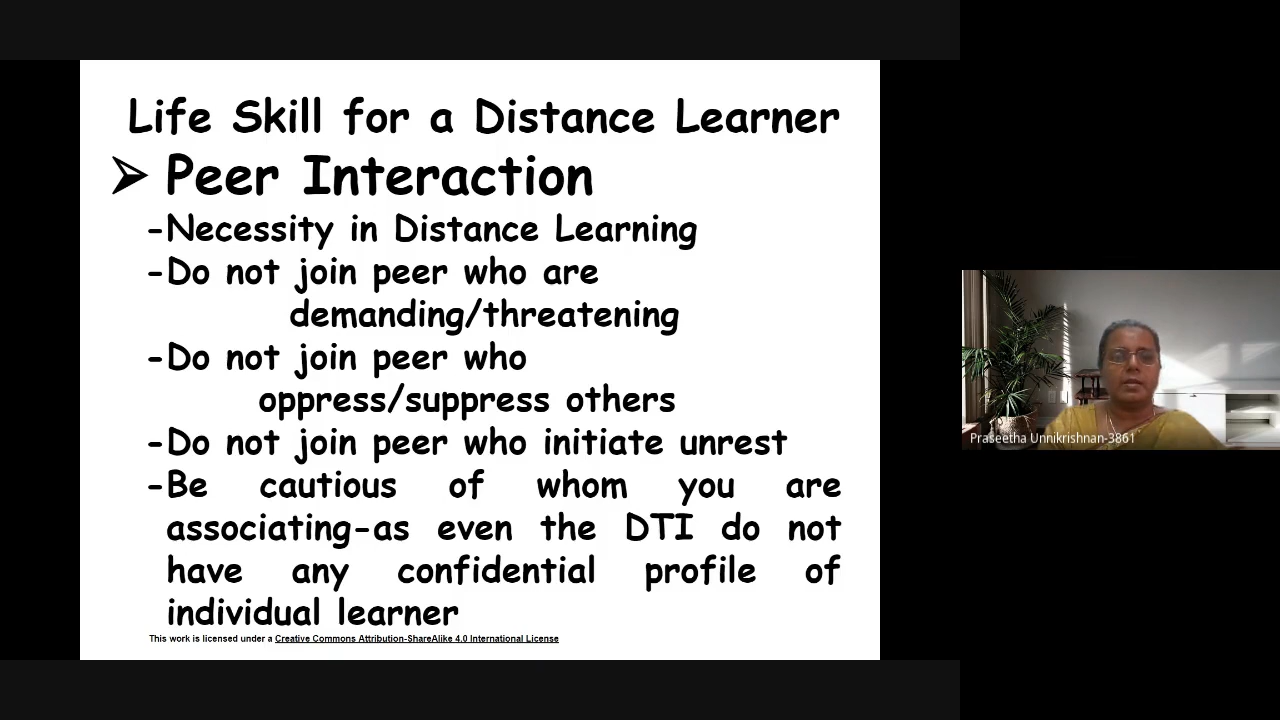 Life Skill for a Distance Learner
➢ Peer Interaction
-Necessity in Distance Learning
-Do not join peer who are
demanding/threatening
-Do not join peer who
oppress/suppress others
-Do not join peer who initiate unrest
-Be cautious of whom you are
associating-as even the DTI do not
have any confidential profile of
individual learner
This work is licensed under a Creative Commons Attribution-ShareAlike 4.0 International License
Praseetha Unnikrishnan-3861